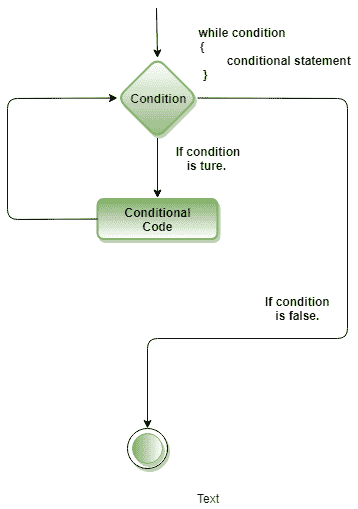 while condition
{
conditional statement
}
Condition
If condition
is ture.
Conditional
Code
If condition
is false.
Text